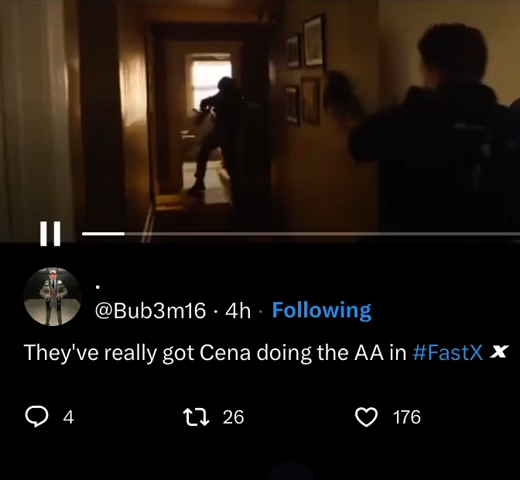 .
@Bub3m16 · 4h · Following
They've really got Cena doing the AA in #FastX
4 26 176